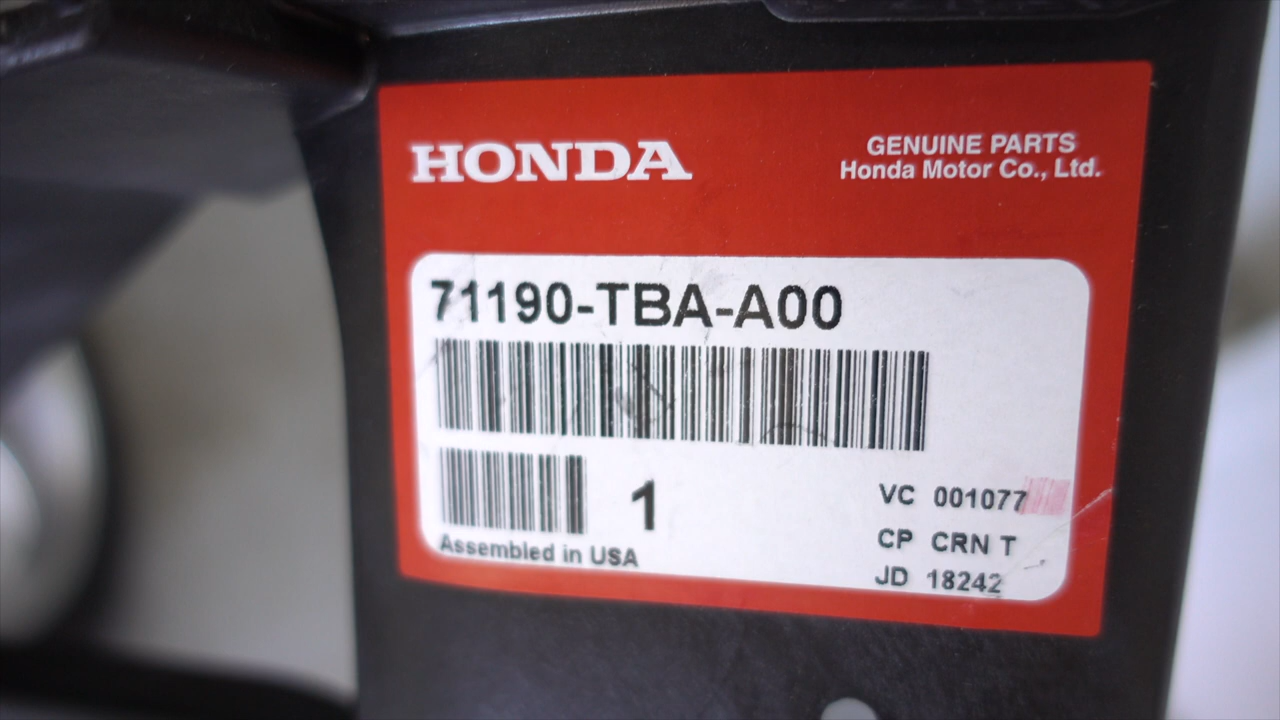 HONDA
GENUINE PARTS
Honda Motor Co., Ltd.
71190-TBA-A00
1
VC 001077
CP CRN T
JD 18242
Assembled in USA